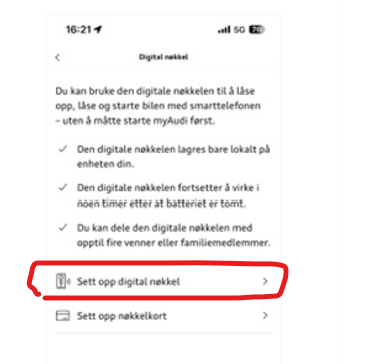 16:21
5G 76
Digital nøkkel
Du kan bruke den digitale nøkkelen til å låse
opp, låse og starte bilen med smarttelefonen
– uten å måtte starte myAudi først.
Den digitale nøkkelen lagres bare lokalt på
enheten din.
Den digitale nøkkelen fortsetter å virke i
noen timer etter at batteriet er tomt.
Du kan dele den digitale nøkkelen med
opptil fire venner eller familiemedlemmer.
Sett opp digital nøkkel
Sett opp nøkkelkort